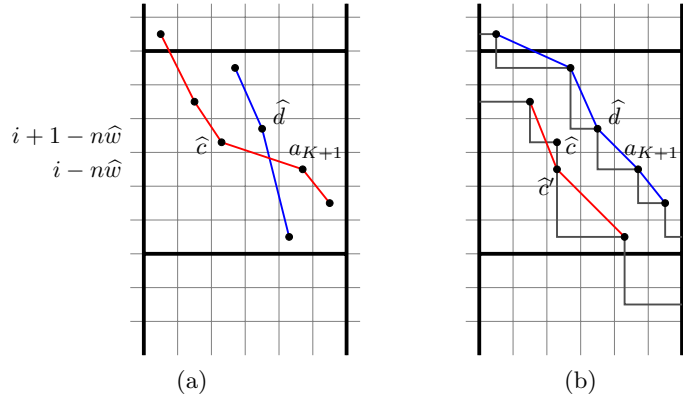 d̂ d̂
i + 1 − nŵ ĉ a_{K+1} ĉ a_{K+1}
i − nŵ ĉ′
(a) (b)